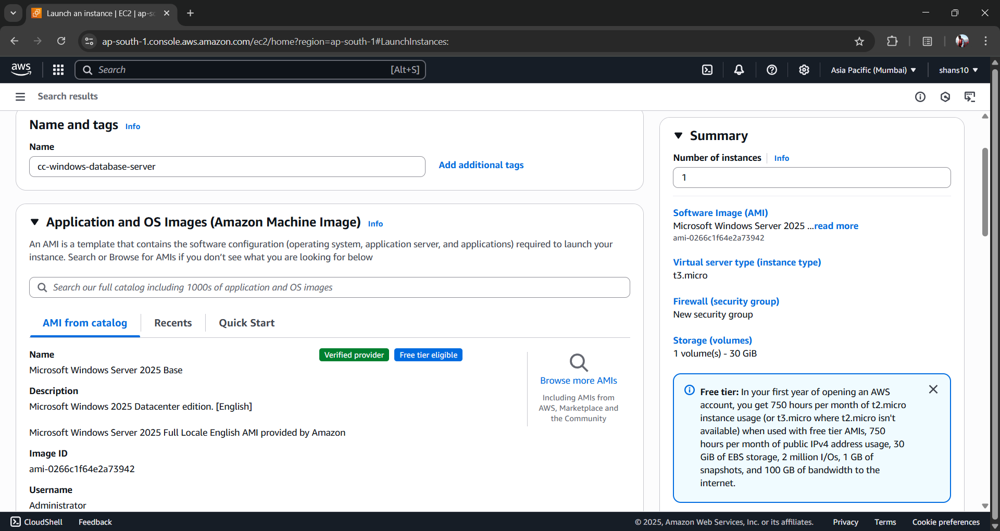 Launch an instance | EC2 | ap-so
ap-south-1.console.aws.amazon.com/ec2/home?region=ap-south-1#LaunchInstances:
aws
Search [Alt+S]
Asia Pacific (Mumbai)
shans10
Search results
Name and tags Info
Name
cc-windows-database-server
Add additional tags
Application and OS Images (Amazon Machine Image) Info
An AMI is a template that contains the software configuration (operating system, application server, and applications) required to launch your
instance. Search or Browse for AMIs if you don’t see what you are looking for below
Search our full catalog including 1000s of application and OS images
AMI from catalog
Recents
Quick Start
Name
Verified provider
Free tier eligible
Microsoft Windows Server 2025 Base
Description
Microsoft Windows 2025 Datacenter edition. [English]
Microsoft Windows Server 2025 Full Locale English AMI provided by Amazon
Image ID
ami-0266c1f64e2a73942
Username
Administrator
Browse more AMIs
Including AMIs from
AWS, Marketplace and
the Community
Summary
Number of instances Info
1
Software Image (AMI)
Microsoft Windows Server 2025 ...read more
ami-0266c1f64e2a73942
Virtual server type (instance type)
t3.micro
Firewall (security group)
New security group
Storage (volumes)
1 volume(s) - 30 GiB
Free tier: In your first year of opening an AWS
account, you get 750 hours per month of t2.micro
instance usage (or t3.micro where t2.micro isn't
available) when used with free tier AMIs, 750
hours per month of public IPv4 address usage, 30
GiB of EBS storage, 2 million I/Os, 1 GB of
snapshots, and 100 GB of bandwidth to the
internet.
CloudShell
Feedback
© 2025, Amazon Web Services, Inc. or its affiliates.
Privacy
Terms
Cookie preferences